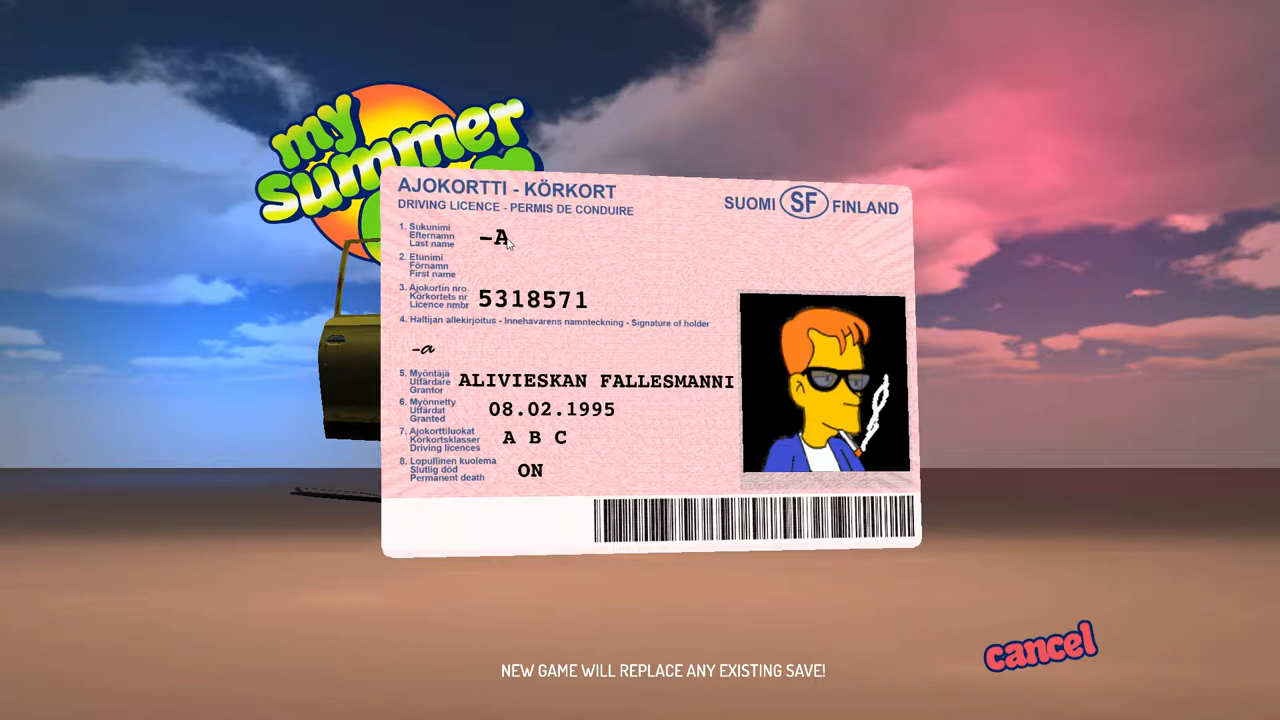 my
summer
AJOKORTTI - KÖRKORT
DRIVING LICENCE - PERMIS DE CONDUIRE
SUOMI SF FINLAND
1. Sukunimi
Efternamn
Last name
-A
2. Etunimi
Förnamn
First name
3. Ajokortin nro
Körkortets nr
Licence nmbr
5318571
4. Haltijan allekirjoitus - Innehavarens namnteckning - Signature of holder
-a
5. Myöntäjä
Utfärdare
Grantor
ALIVIESKAN FALLESMANNI
6. Myönnetty
Utfärdat
Granted
08.02.1995
7. Ajokorttiluokat
Körkortsklasser
Driving licences
A B C
8. Lopullinen kuolema
Slutlig död
Permanent death
ON
cancel
NEW GAME WILL REPLACE ANY EXISTING SAVE!